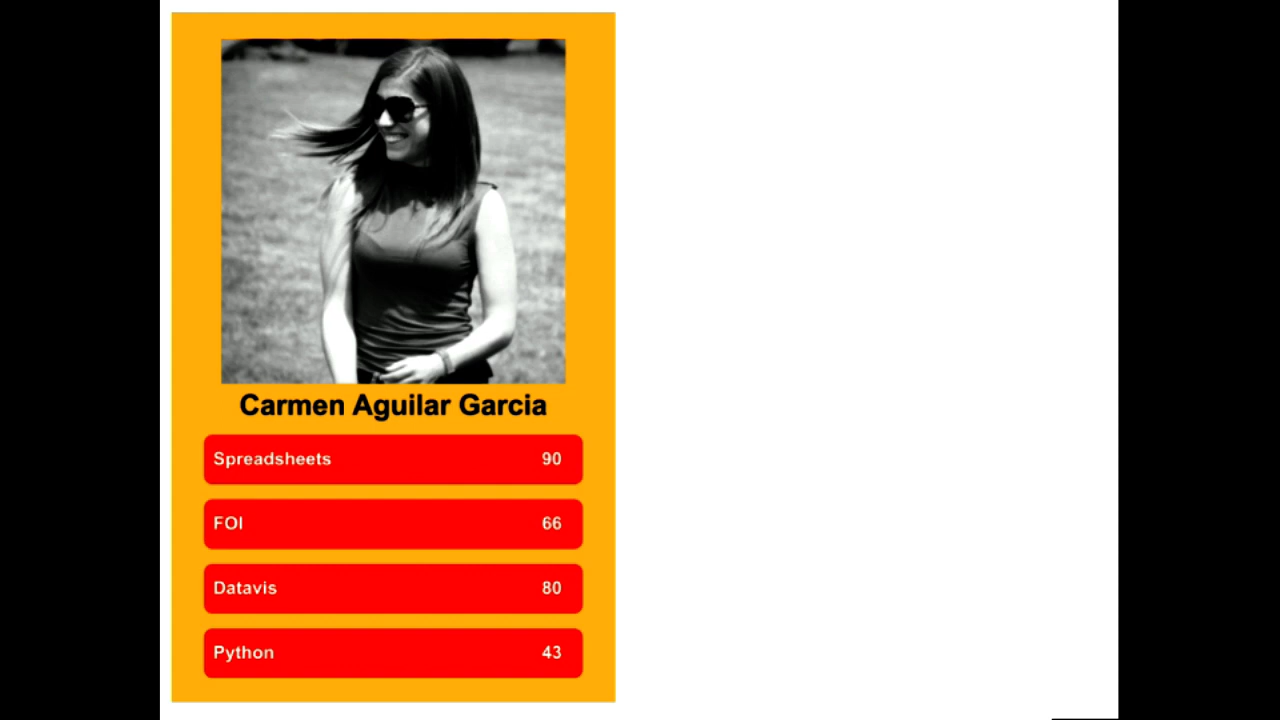 Carmen Aguilar Garcia
Spreadsheets 90
FOI 66
Datavis 80
Python 43